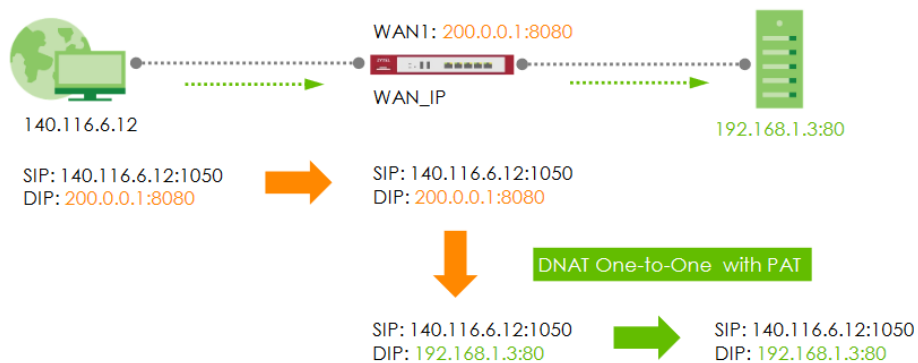 WAN1: 200.0.0.1:8080
ZYXEL
WAN_IP
140.116.6.12
192.168.1.3:80
SIP: 140.116.6.12:1050
DIP: 200.0.0.1:8080
SIP: 140.116.6.12:1050
DIP: 200.0.0.1:8080
DNAT One-to-One with PAT
SIP: 140.116.6.12:1050
DIP: 192.168.1.3:80
SIP: 140.116.6.12:1050
DIP: 192.168.1.3:80